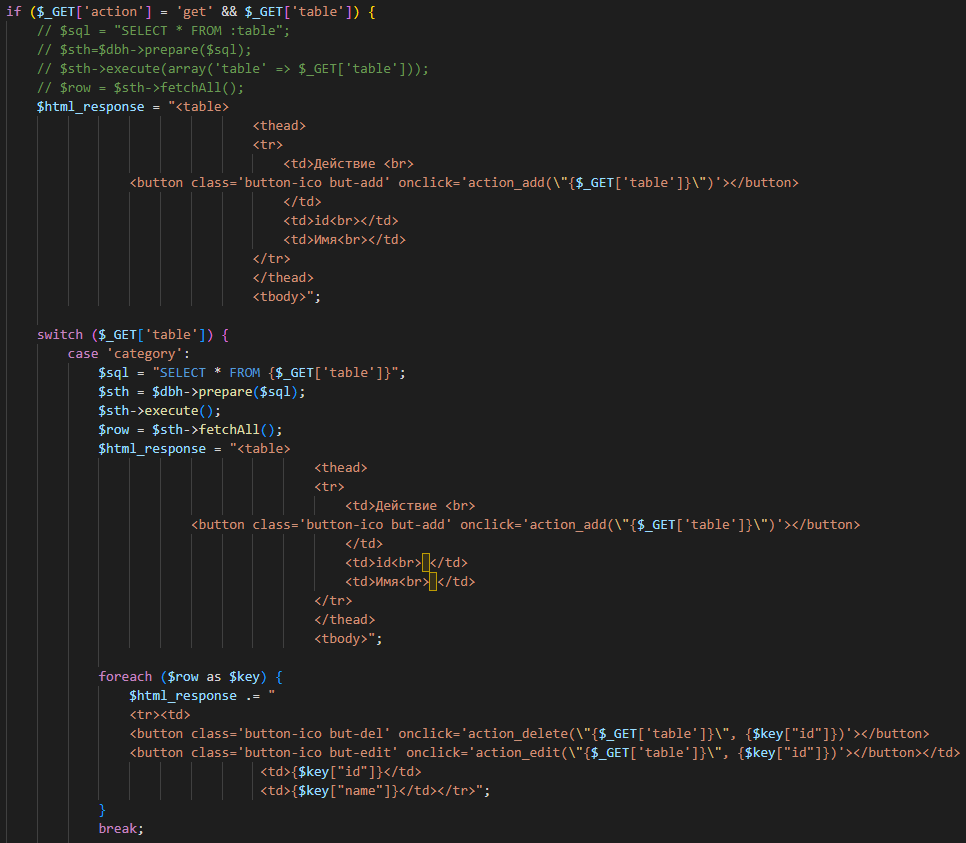 if ($_GET['action'] = 'get' && $_GET['table']) {
// $sql = "SELECT * FROM :table";
// $sth=$dbh->prepare($sql);
// $sth->execute(array('table' => $_GET['table']));
// $row = $sth->fetchAll();
$html_response = "<table>
<thead>
<tr>
<td>Действие <br>
<button class='button-ico but-add' onclick='action_add(\"{$_GET['table']}\")'></button>
</td>
<td>id<br></td>
<td>Имя<br></td>
</tr>
</thead>
<tbody>";
switch ($_GET['table']) {
case 'category':
$sql = "SELECT * FROM {$_GET['table']}";
$sth = $dbh->prepare($sql);
$sth->execute();
$row = $sth->fetchAll();
$html_response = "<table>
<thead>
<tr>
<td>Действие <br>
<button class='button-ico but-add' onclick='action_add(\"{$_GET['table']}\")'></button>
</td>
<td>id<br> </td>
<td>Имя<br> </td>
</tr>
</thead>
<tbody>";
foreach ($row as $key) {
$html_response .= "
<tr><td>
<button class='button-ico but-del' onclick='action_delete(\"{$_GET['table']}\", {$key["id"]})'></button>
<button class='button-ico but-edit' onclick='action_edit(\"{$_GET['table']}\", {$key["id"]})'></button></td>
<td>{$key["id"]}</td>
<td>{$key["name"]}</td></tr>";
}
break;